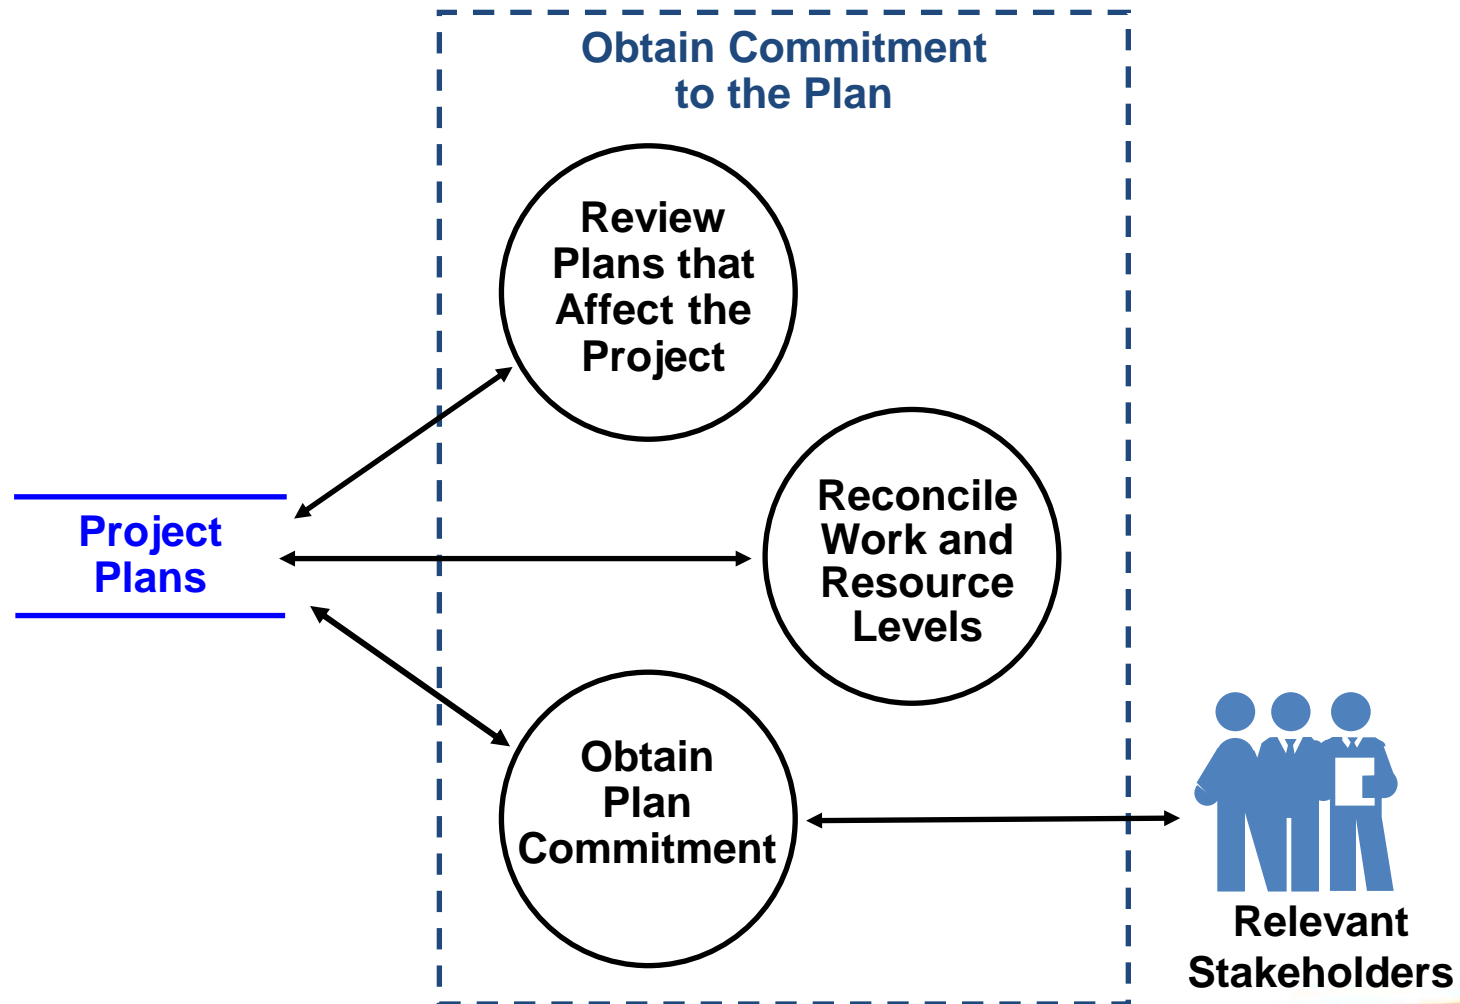 Obtain Commitment
to the Plan
Review
Plans that
Affect the
Project
Reconcile
Work and
Resource
Levels
Project
Plans
Obtain
Plan
Commitment
Relevant
Stakeholders